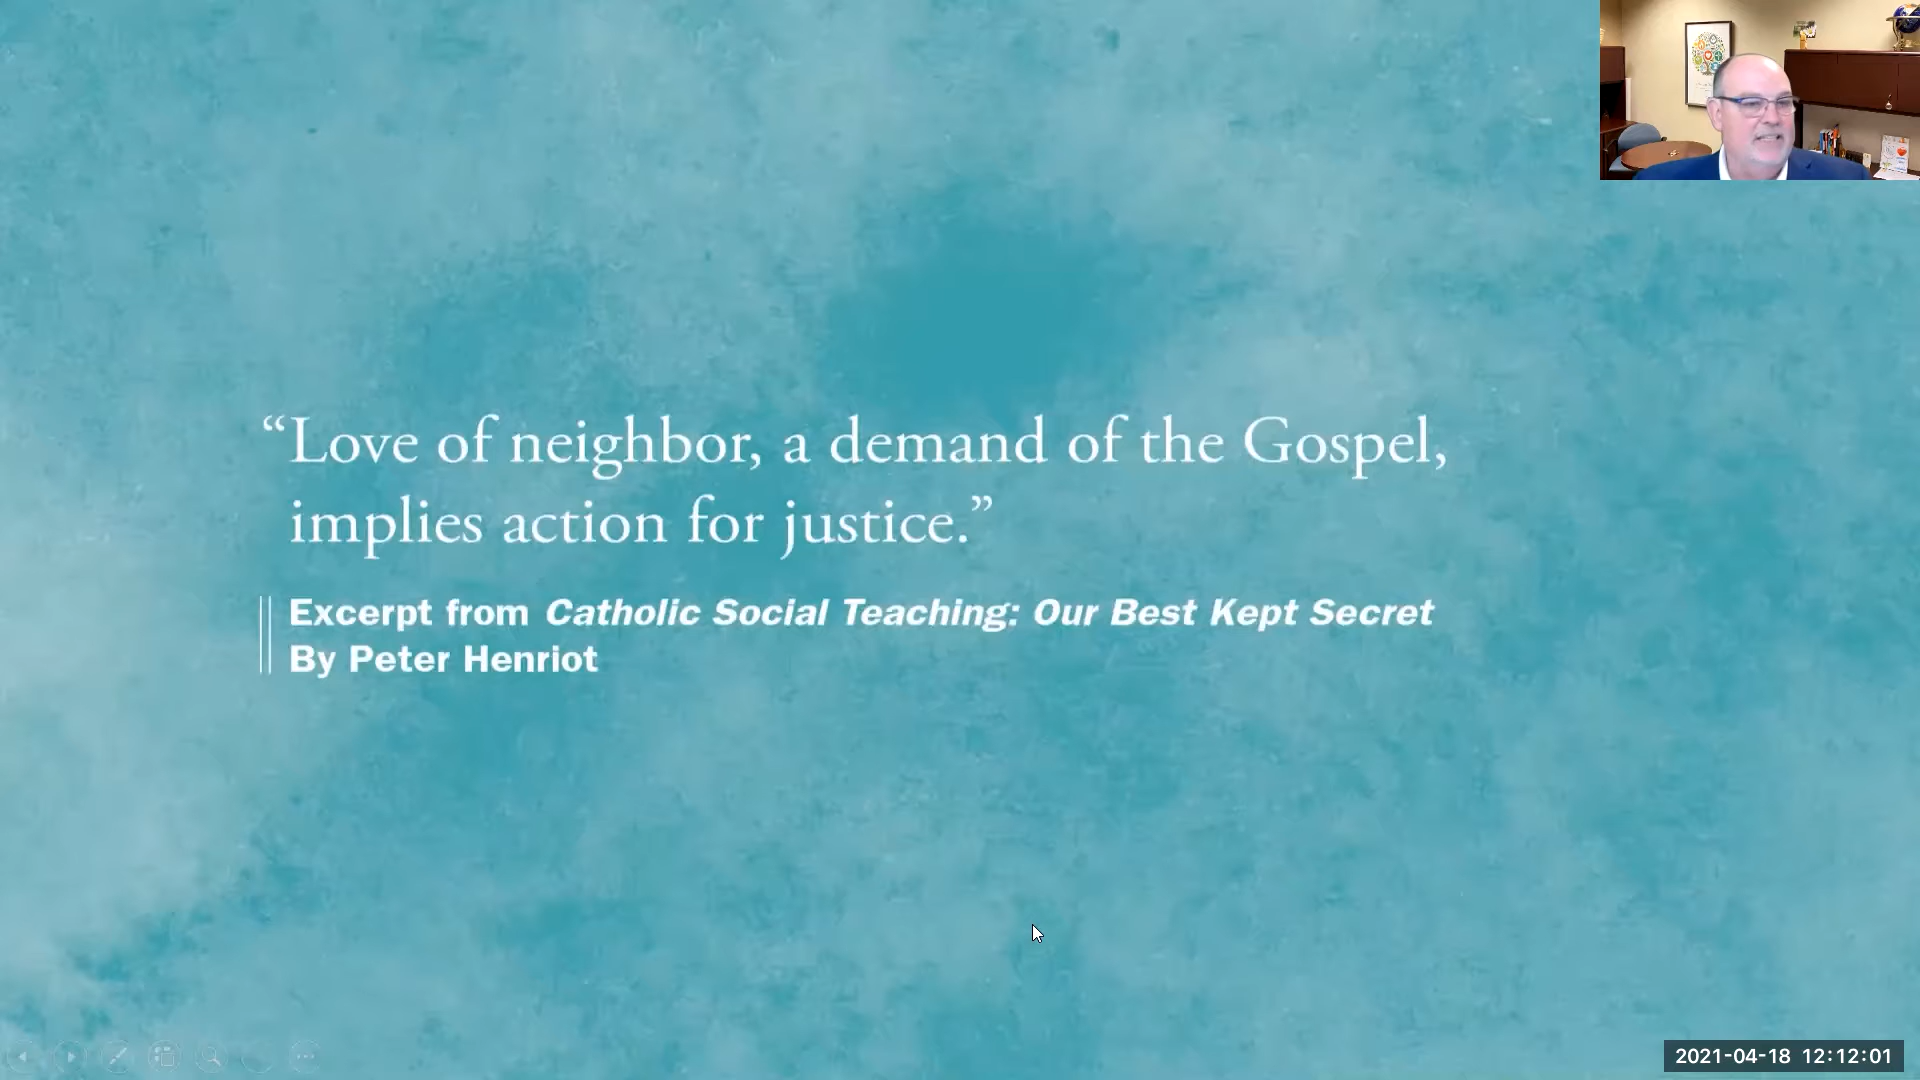 “Love of neighbor, a demand of the Gospel,
implies action for justice.”
Excerpt from Catholic Social Teaching: Our Best Kept Secret
By Peter Henriot
2021-04-18 12:12:01